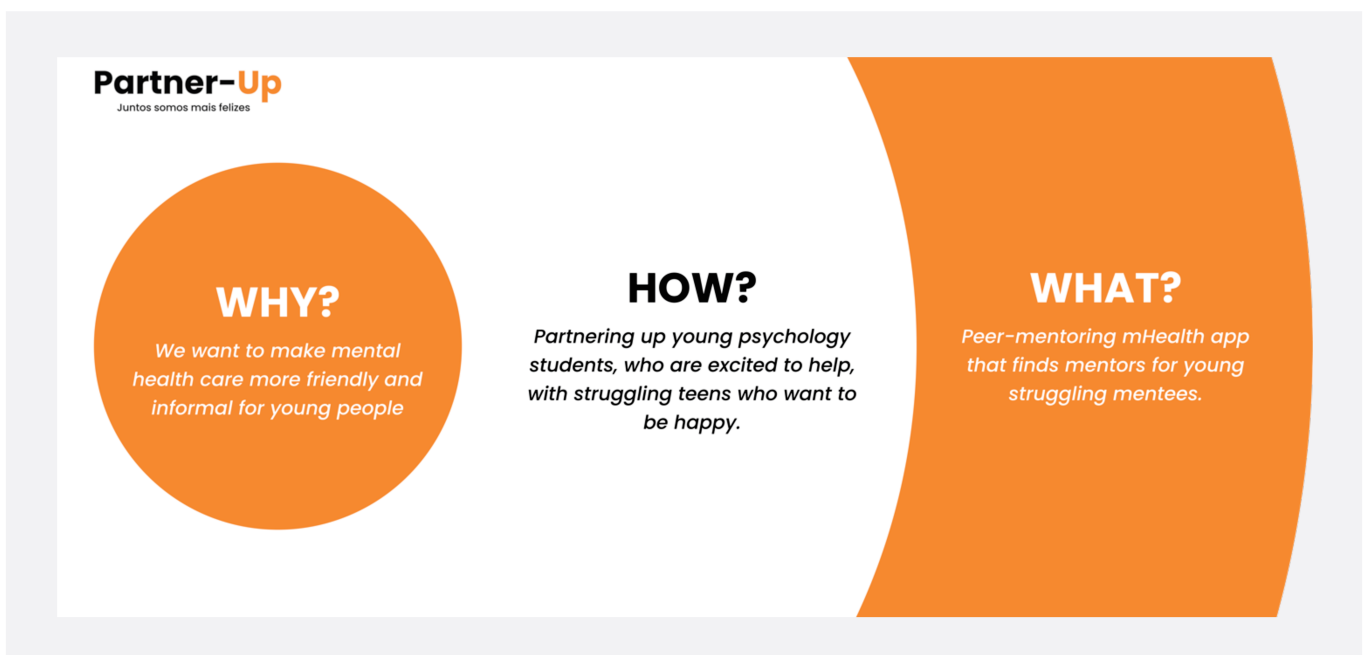 Partner-Up
Juntos somos mais felizes
WHY?
We want to make mental
health care more friendly and
informal for young people
HOW?
Partnering up young psychology
students, who are excited to help,
with struggling teens who want to
be happy.
WHAT?
Peer-mentoring mHealth app
that finds mentors for young
struggling mentees.